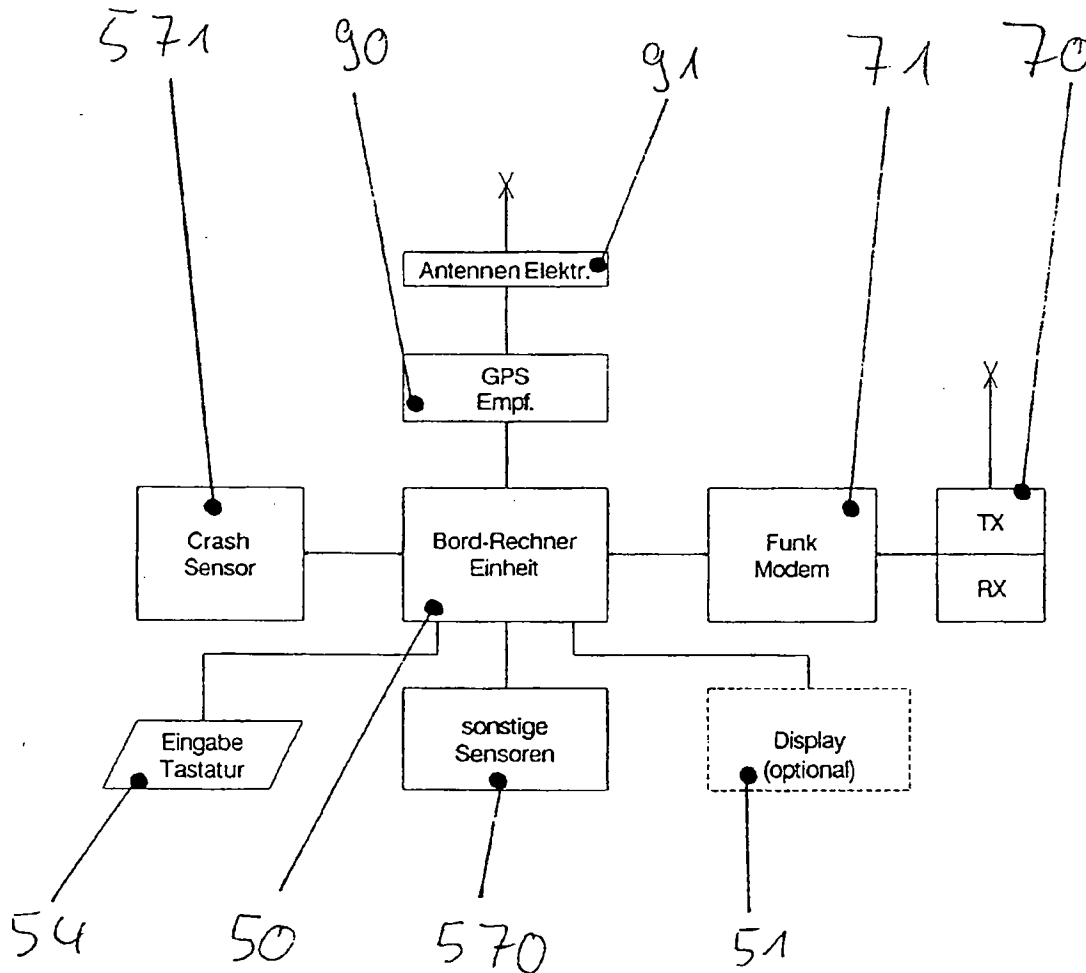 571
90
91
71
70
Antennen Elektr.
GPS
Empf.
Crash
Sensor
Bord-Rechner
Einheit
Funk
Modem
TX
RX
Eingabe
Tastatur
sonstige
Sensoren
Display
(optional)
54
50
570
51